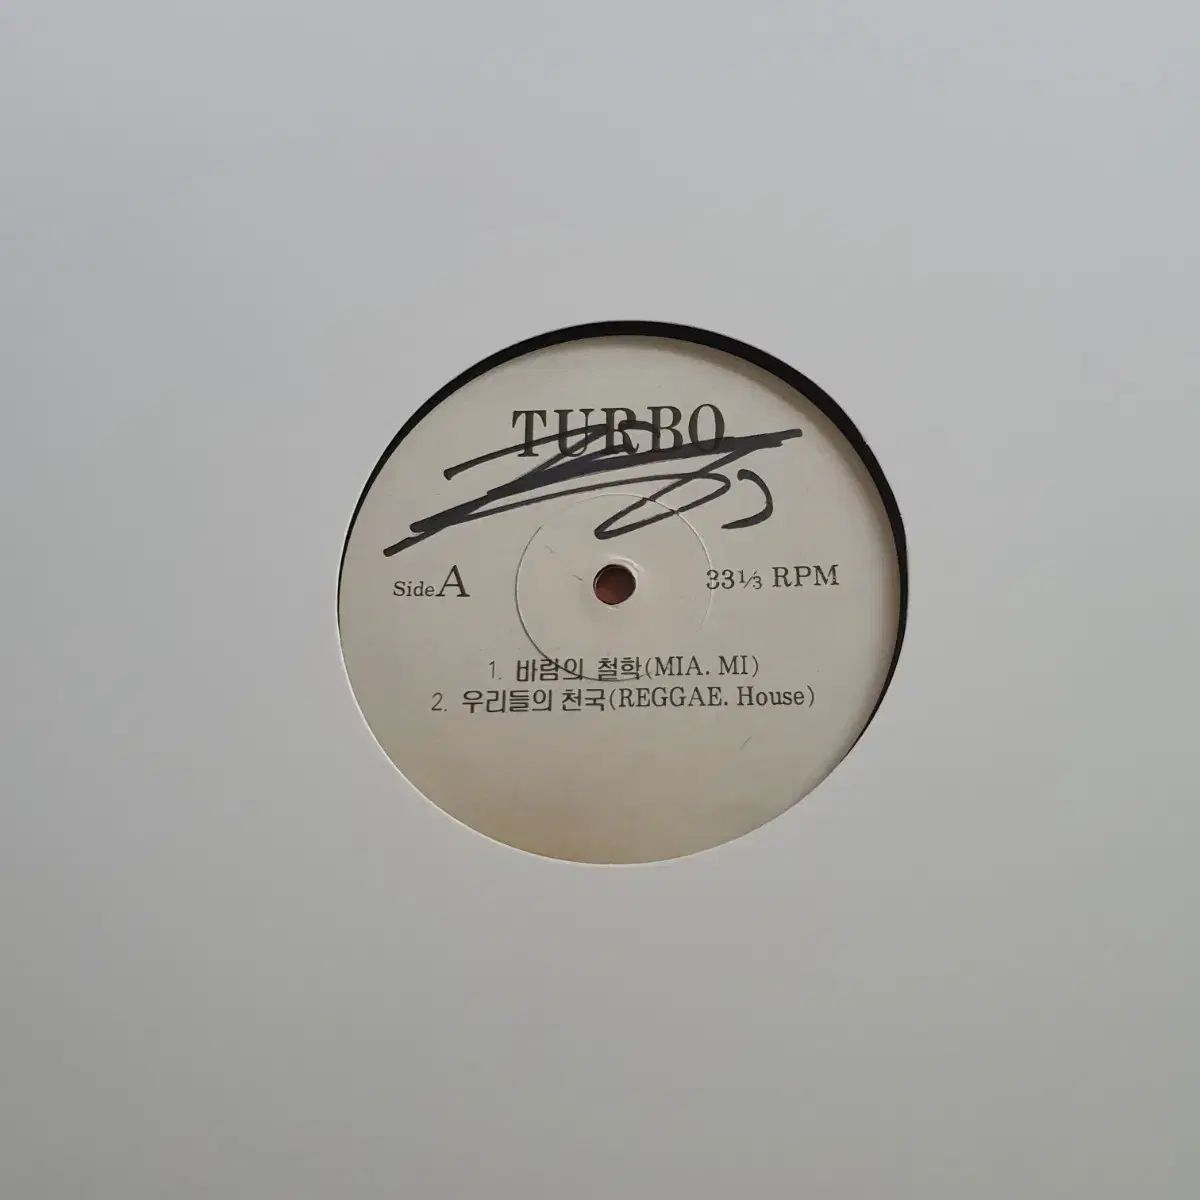 TURBO
Side A
33⅓ RPM
1. 바람의 철학(MIA. MI)
2. 우리들의 천국(REGGAE. House)